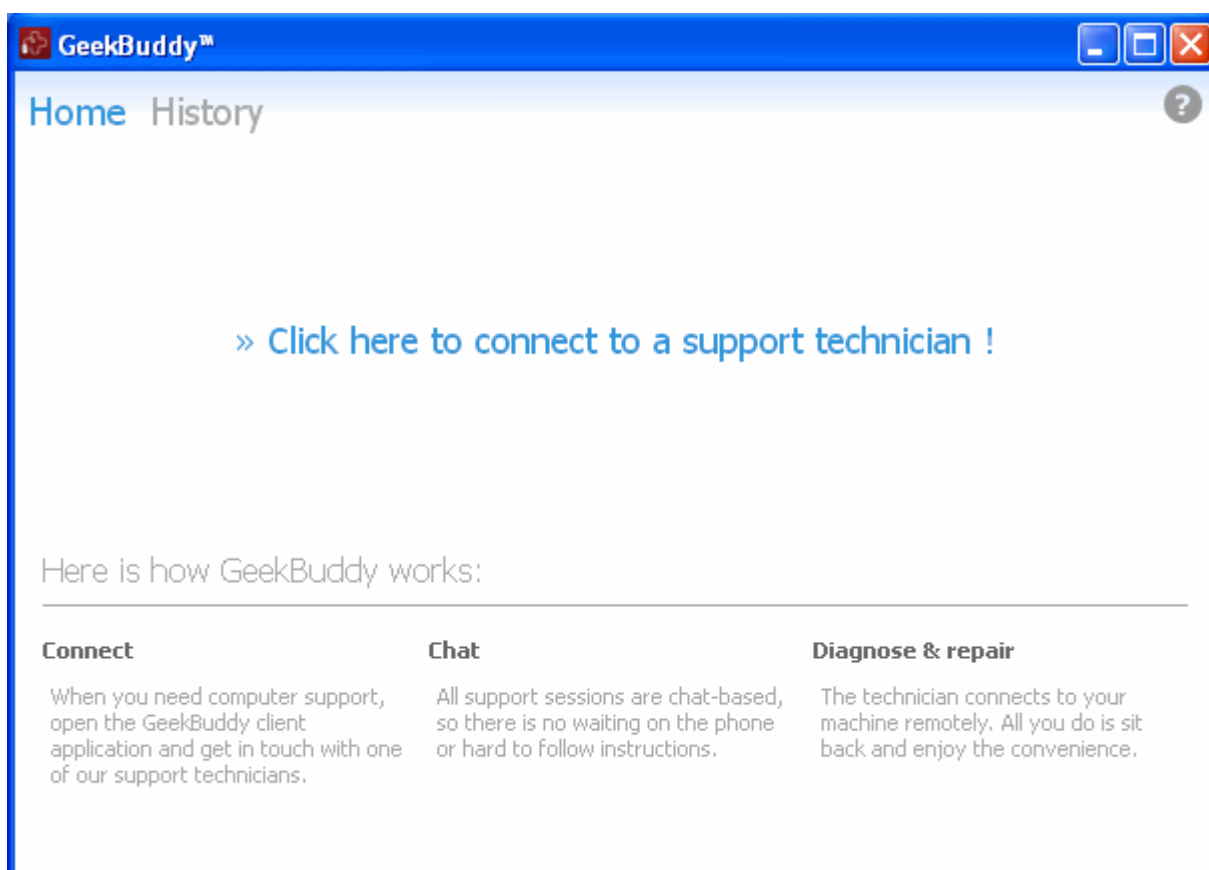 GeekBuddy™
Home History
?
» Click here to connect to a support technician !
Here is how GeekBuddy works:
Connect
When you need computer support,
open the GeekBuddy client
application and get in touch with one
of our support technicians.
Chat
All support sessions are chat-based,
so there is no waiting on the phone
or hard to follow instructions.
Diagnose & repair
The technician connects to your
machine remotely. All you do is sit
back and enjoy the convenience.